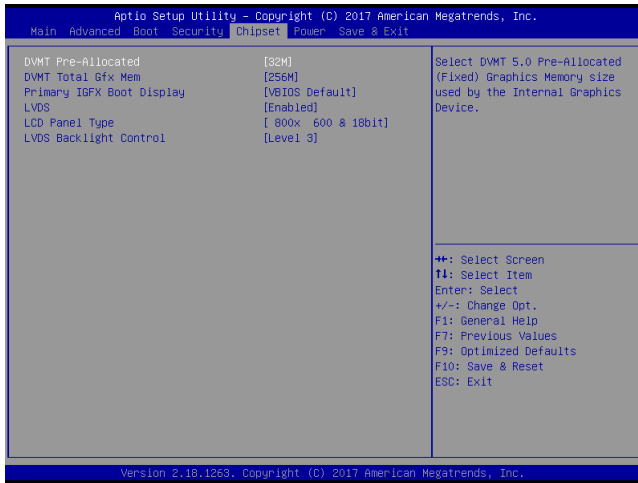 Aptio Setup Utility – Copyright (C) 2017 American Megatrends, Inc.
Main Advanced Boot Security Chipset Power Save & Exit
DVMT Pre-Allocated [32M]
DVMT Total Gfx Mem [256M]
Primary IGFX Boot Display [VBIOS Default]
LVDS [Enabled]
LCD Panel Type [ 800x 600 & 18bit]
LVDS Backlight Control [Level 3]
Select DVMT 5.0 Pre-Allocated
(Fixed) Graphics Memory size
used by the Internal Graphics
Device.
→←: Select Screen
↑↓: Select Item
Enter: Select
+/-: Change Opt.
F1: General Help
F7: Previous Values
F9: Optimized Defaults
F10: Save & Reset
ESC: Exit
Version 2.18.1263. Copyright (C) 2017 American Megatrends, Inc.